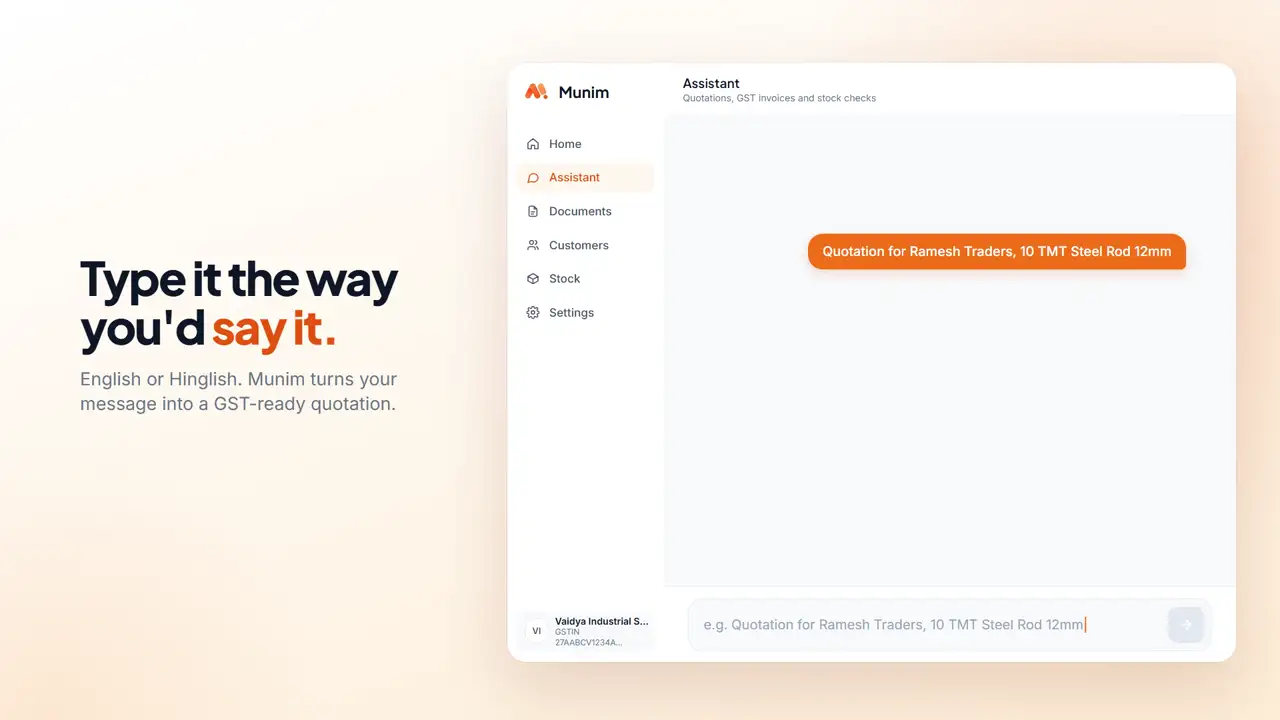 Type it the way
you'd say it.
English or Hinglish. Munim turns your
message into a GST-ready quotation.
Munim
Home
Assistant
Documents
Customers
Stock
Settings
VI
Vaidya Industrial S...
GSTIN
27AABCV1234A...
Assistant
Quotations, GST invoices and stock checks
Quotation for Ramesh Traders, 10 TMT Steel Rod 12mm
e.g. Quotation for Ramesh Traders, 10 TMT Steel Rod 12mm